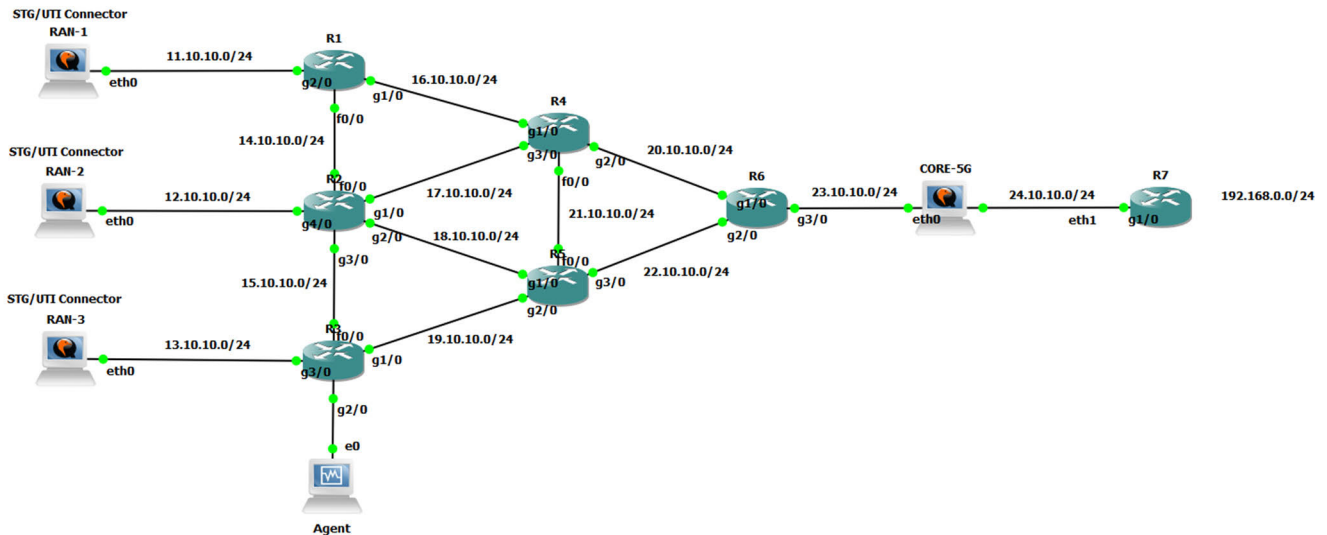 STG/UTI Connector
RAN-1
eth0
11.10.10.0/24
R1
g2/0
g1/0
f0/0
16.10.10.0/24
14.10.10.0/24
R4
g1/0
g3/0
g2/0
f0/0
20.10.10.0/24
STG/UTI Connector
RAN-2
eth0
12.10.10.0/24
f0/0
R2
g4/0
g1/0
g2/0
g3/0
17.10.10.0/24
18.10.10.0/24
21.10.10.0/24
R6
g1/0
g2/0
g3/0
23.10.10.0/24
CORE-5G
eth0
24.10.10.0/24
eth1
R7
g1/0
192.168.0.0/24
15.10.10.0/24
R5
f0/0
g1/0
g3/0
g2/0
22.10.10.0/24
STG/UTI Connector
RAN-3
eth0
13.10.10.0/24
R3
f0/0
g3/0
g1/0
19.10.10.0/24
g2/0
e0
Agent